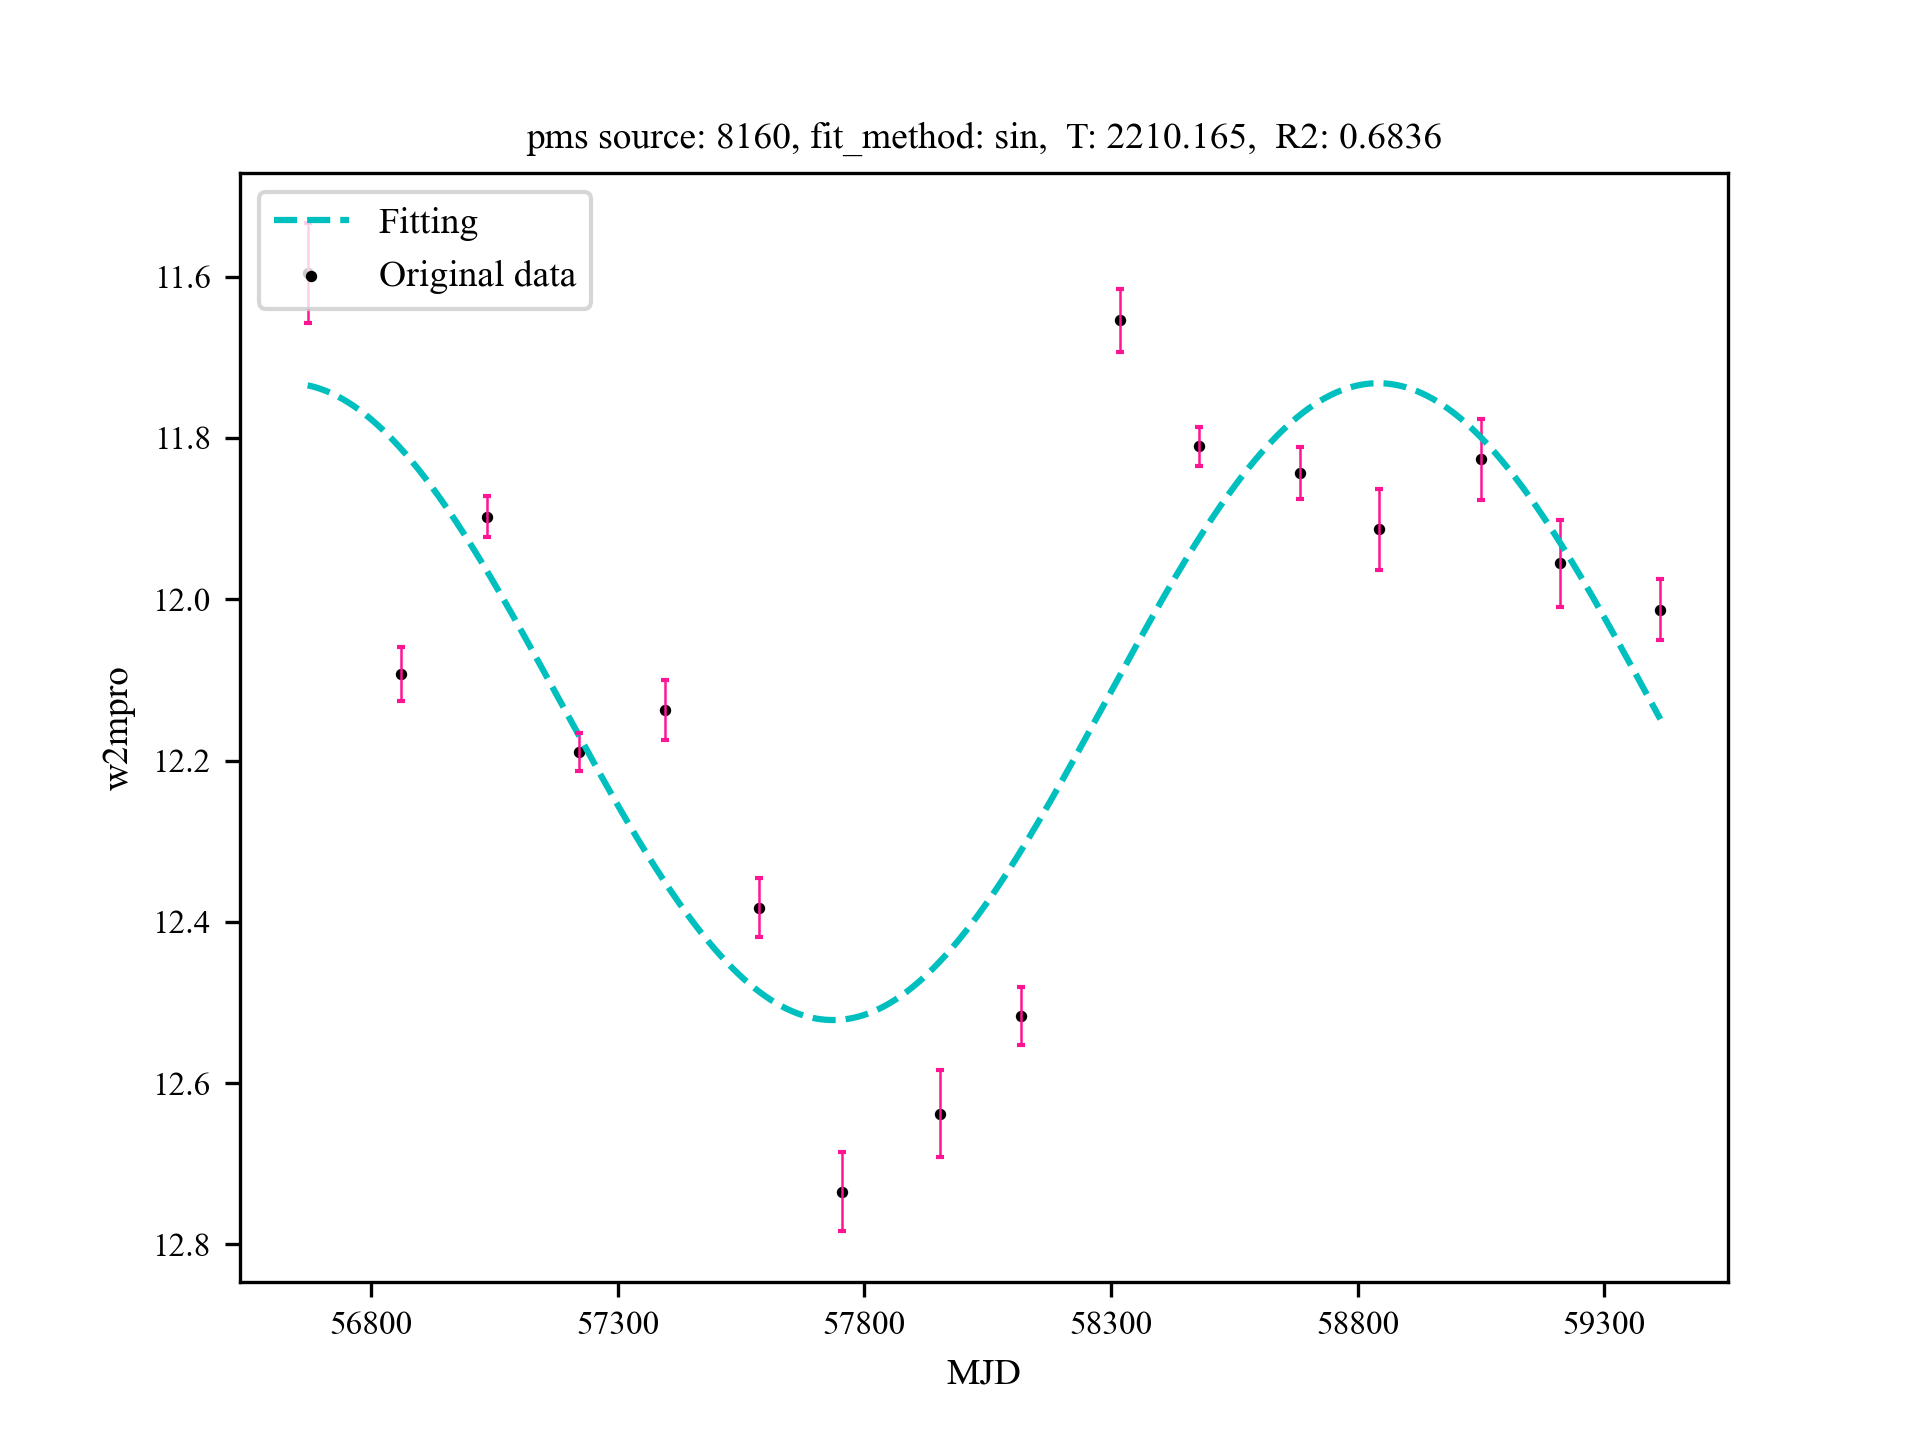 pms source: 8160, fit_method: sin,  T: 2210.165,  R2: 0.6836
Fitting
Original data
11.6
11.8
12.0
12.2
12.4
12.6
12.8
w2mpro
56800 57300 57800 58300 58800 59300
MJD